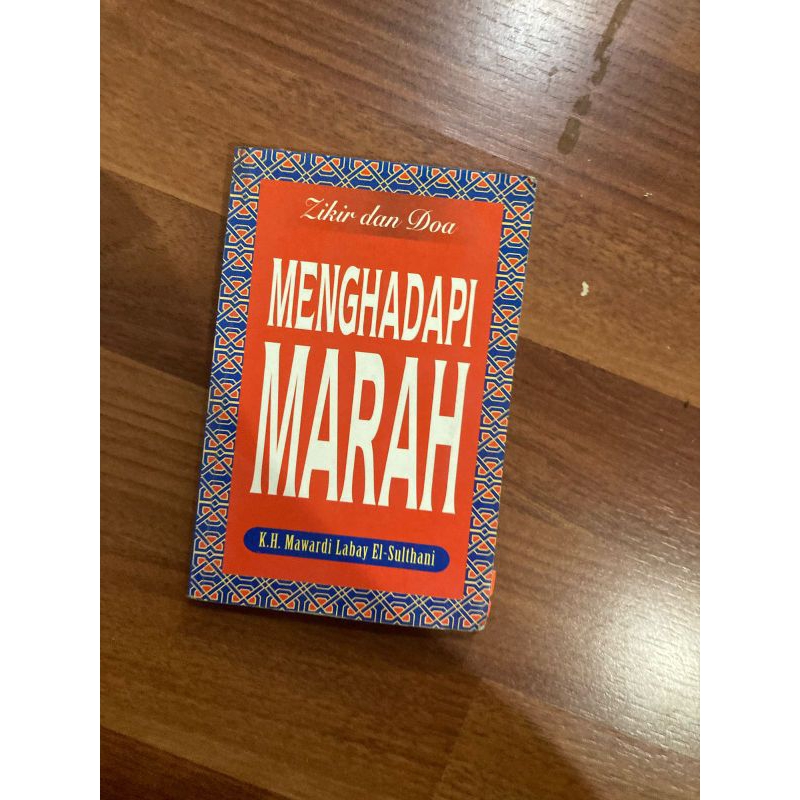 Zikir dan Doa
MENGHADAPI
MARAH
K.H. Mawardi Labay El-Sulthani